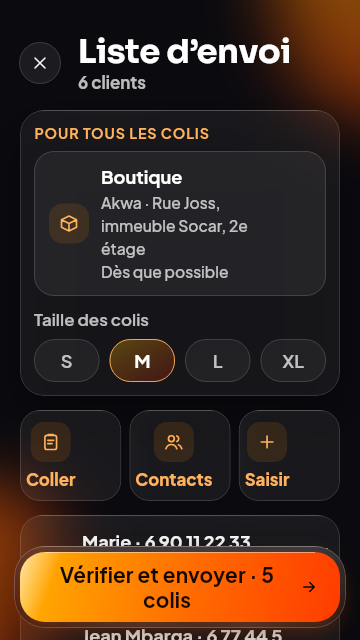 Liste d’envoi
6 clients
POUR TOUS LES COLIS
Boutique
Akwa · Rue Joss,
immeuble Socar, 2e
étage
Dès que possible
Taille des colis
S M L XL
Coller Contacts Saisir
Marie · 6 90 11 22 33
Vérifier et envoyer · 5
colis
Jean Mbarga · 6 77 44 5